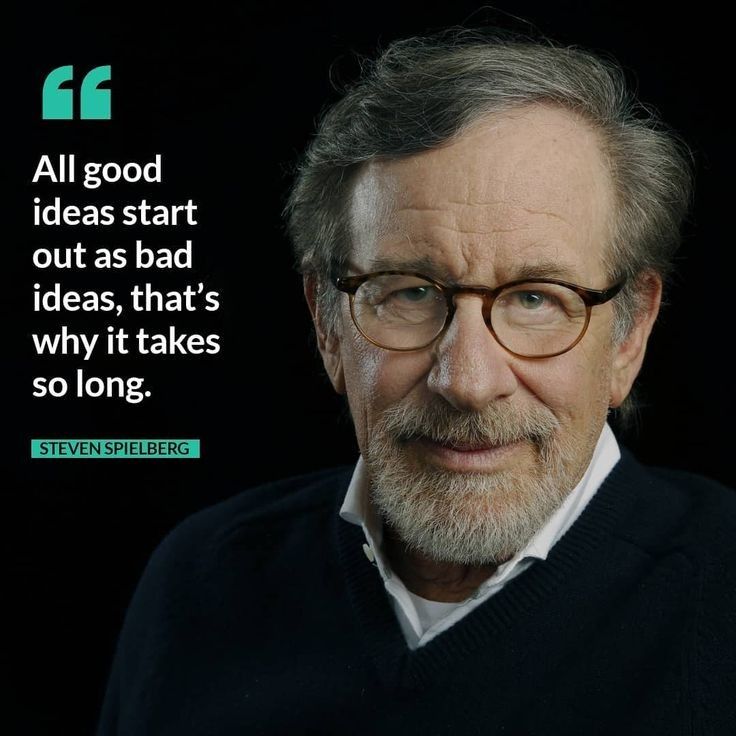 “
All good
ideas start
out as bad
ideas, that’s
why it takes
so long.
STEVEN SPIELBERG